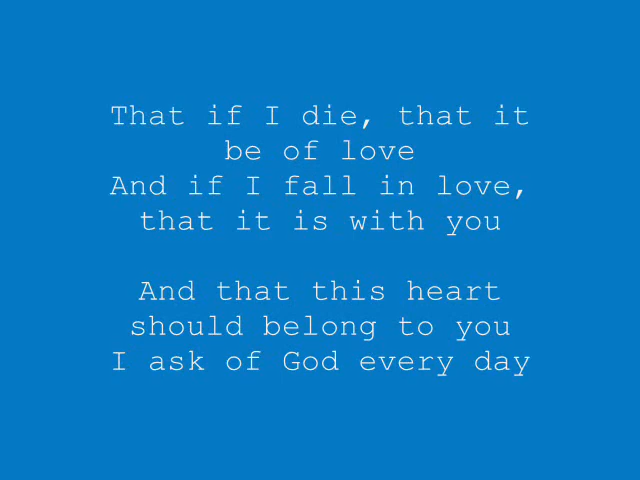 That if I die, that it
be of love
And if I fall in love,
that it is with you
And that this heart
should belong to you
I ask of God every day